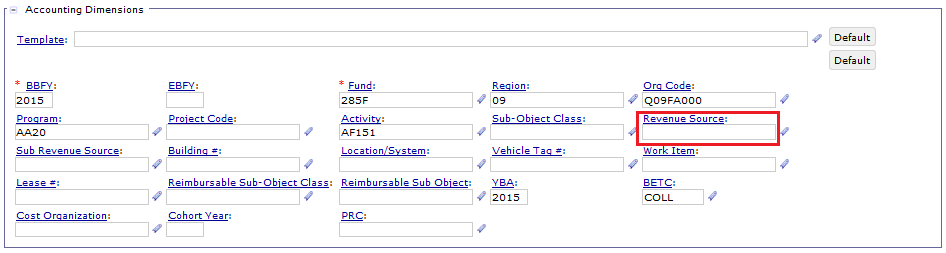 Accounting Dimensions
Template:
Default
Default
* BBFY: EBFY: * Fund: Region: Org Code:
2015 285F 09 Q09FA000
Program: Project Code: Activity: Sub-Object Class: Revenue Source:
AA20 AF151
Sub Revenue Source: Building #: Location/System: Vehicle Tag #: Work Item:
Lease #: Reimbursable Sub-Object Class: Reimbursable Sub Object: YBA: BETC:
2015 COLL
Cost Organization: Cohort Year: PRC: